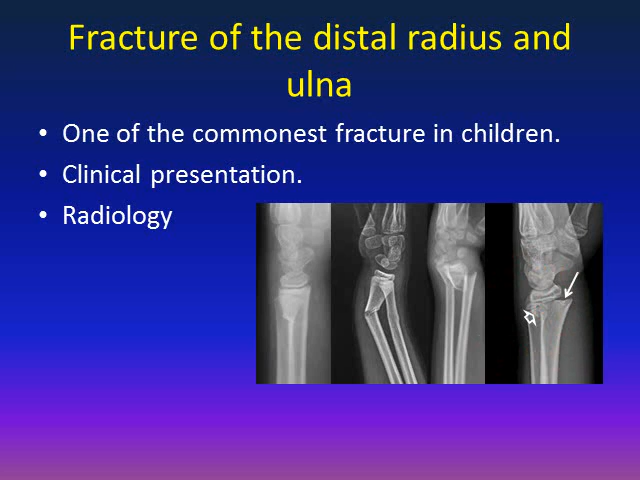 Fracture of the distal radius and
ulna
• One of the commonest fracture in children.
• Clinical presentation.
• Radiology